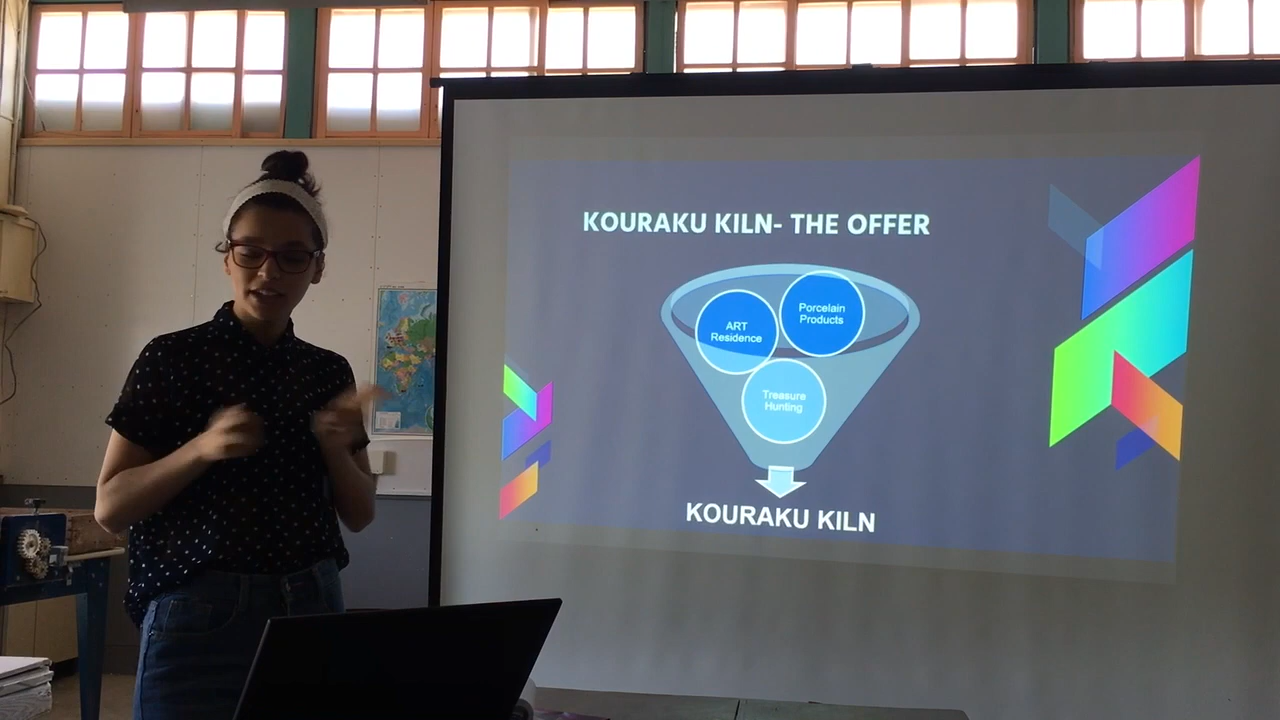 KOURAKU KILN- THE OFFER
ART
Residence
Porcelain
Products
Treasure
Hunting
KOURAKU KILN